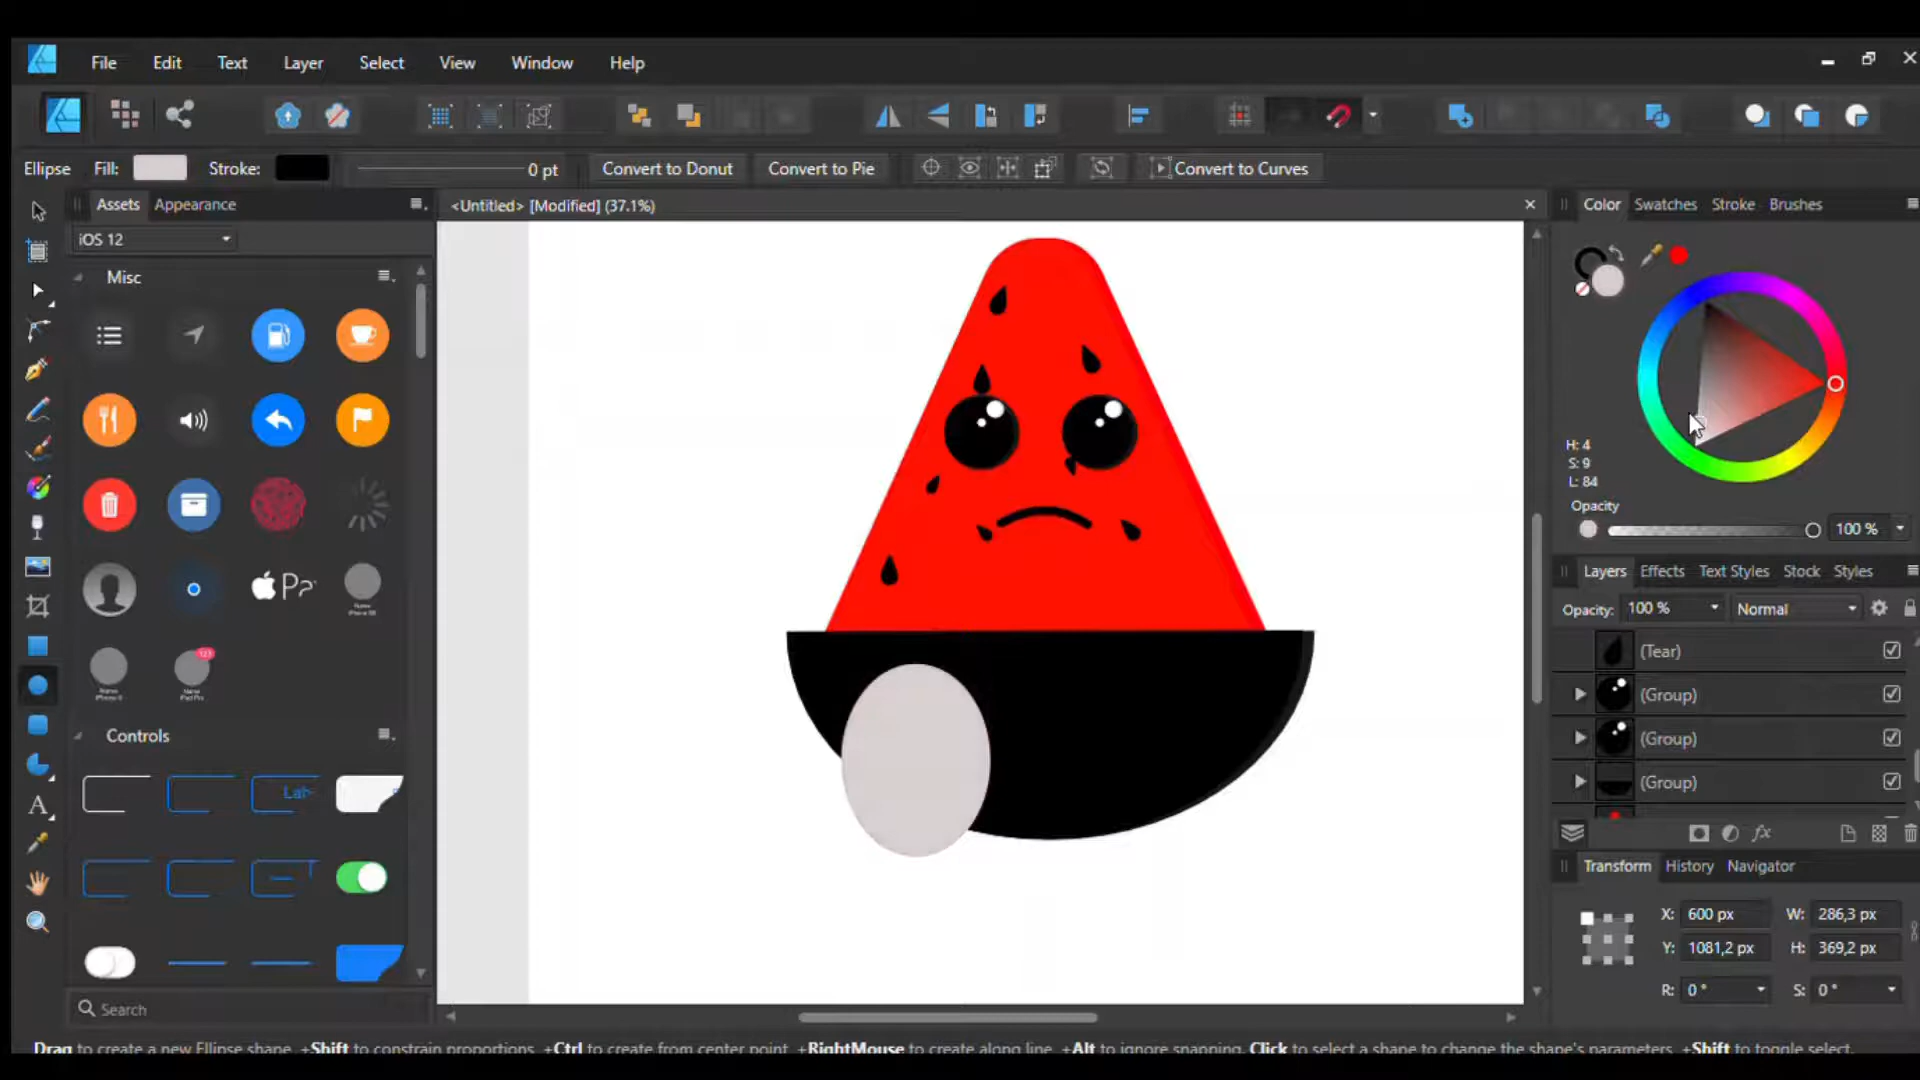 File Edit Text Layer Select View Window Help
Ellipse Fill: Stroke: 0 pt Convert to Donut Convert to Pie Convert to Curves
Assets Appearance
<Untitled> [Modified] (37.1%)
Color Swatches Stroke Brushes
iOS 12
Misc
H: 4
S: 9
L: 84
Opacity
100 %
Layers Effects Text Styles Stock Styles
Opacity: 100 % Normal
(Tear)
(Group)
(Group)
(Group)
Controls
Transform History Navigator
X: 600 px W: 286,3 px
Y: 1081,2 px H: 369,2 px
R: 0 ° S: 0 °
Search
Drag to create a new Ellipse shape. +Shift to constrain proportions. +Ctrl to create from center point. +RightMouse to create along line. +Alt to ignore snapping. Click to select a shape to change the shape's parameters. +Shift to toggle select.